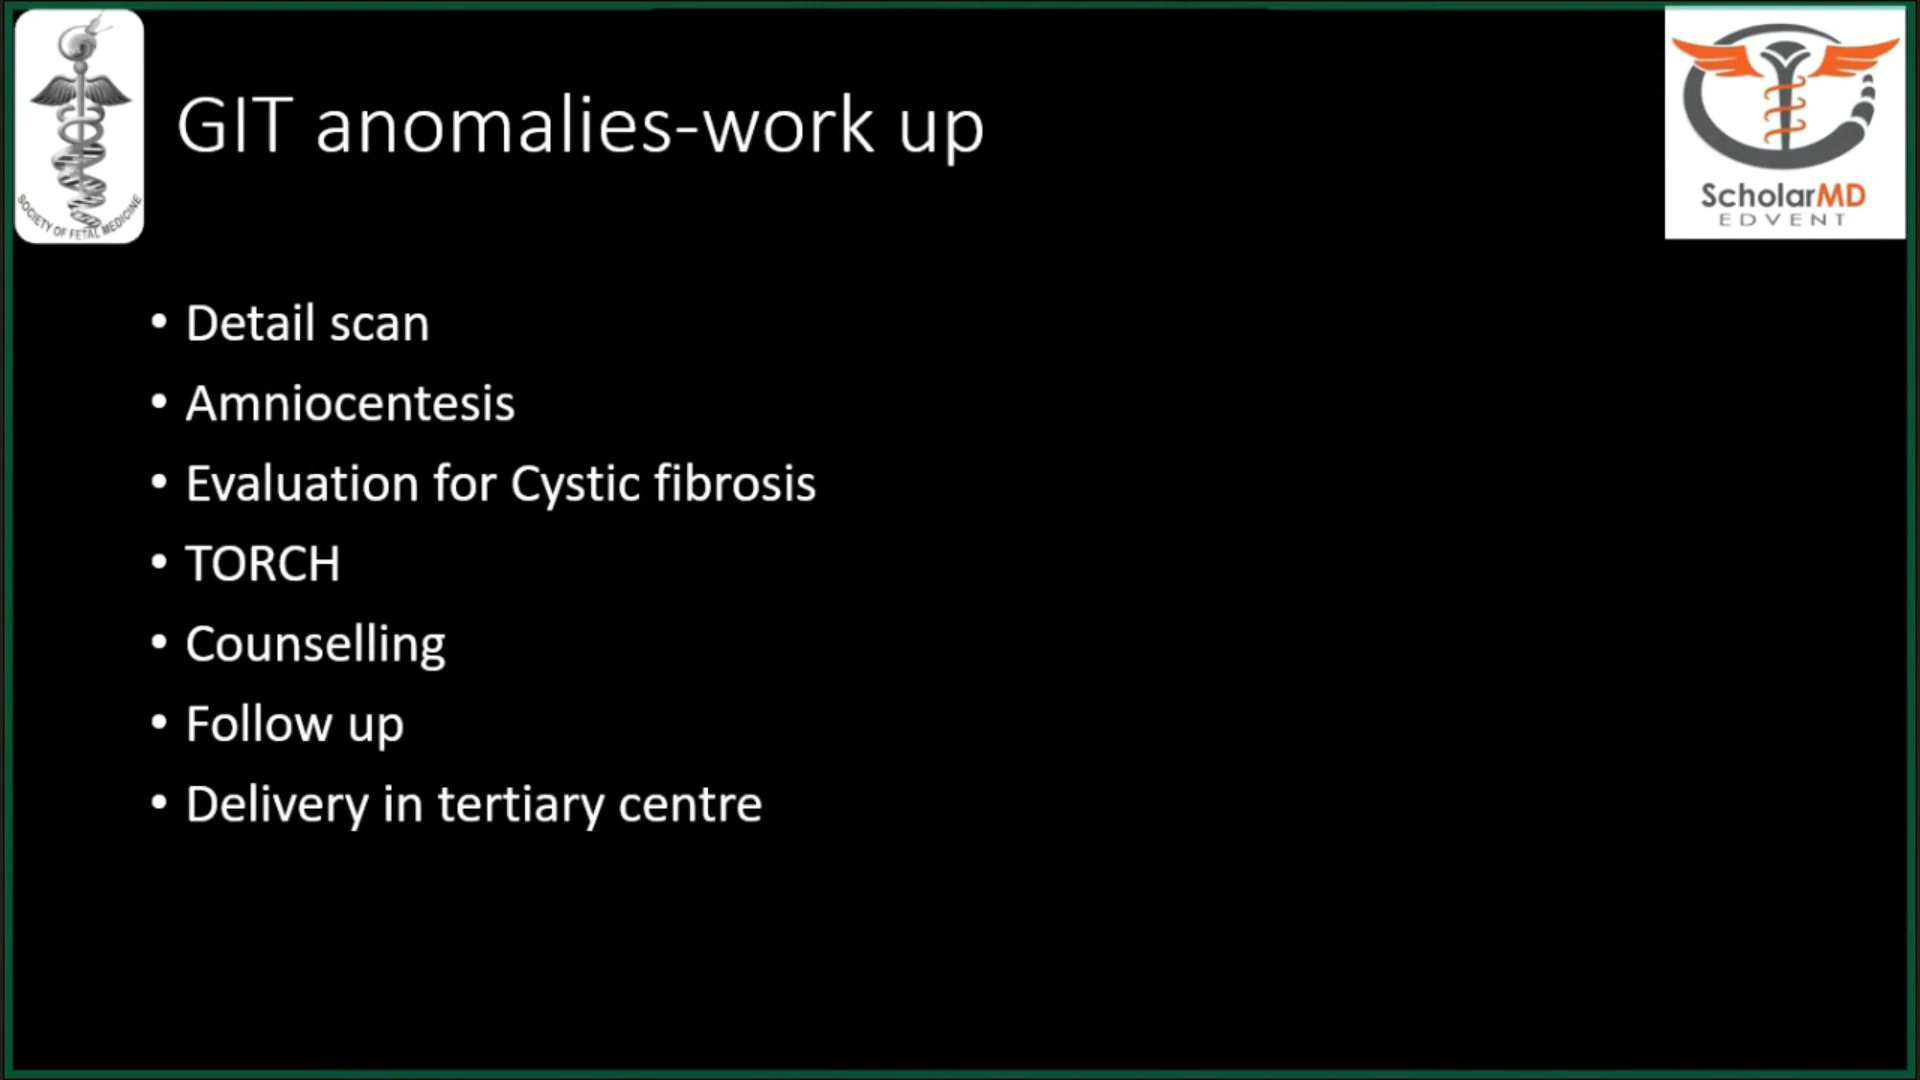 SOCIETY OF FETAL MEDICINE
GIT anomalies-work up
ScholarMD
EDVENT
• Detail scan
• Amniocentesis
• Evaluation for Cystic fibrosis
• TORCH
• Counselling
• Follow up
• Delivery in tertiary centre